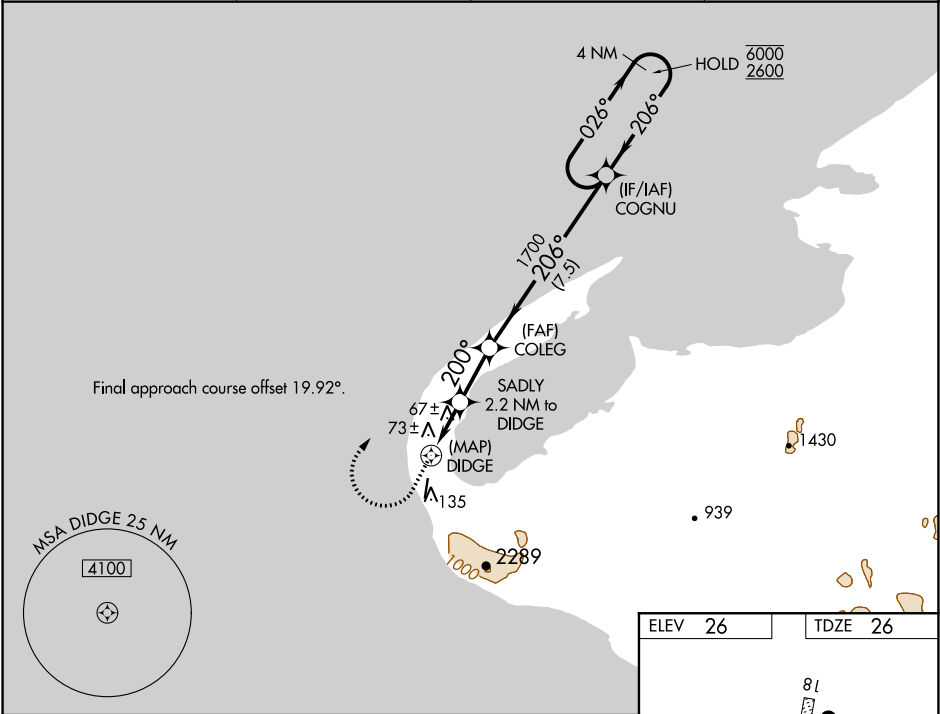 4 NM
HOLD
6000
2600
026°
206°
(IF/IAF)
COGNU
1700
206°
(7.5)
(FAF)
COLEG
200°
SADLY
2.2 NM to
DIDGE
Final approach course offset 19.92°.
67±
73±
(MAP)
DIDGE
135
1430
939
2289
1000
MSA DIDGE 25 NM
4100
ELEV 26
TDZE 26
18